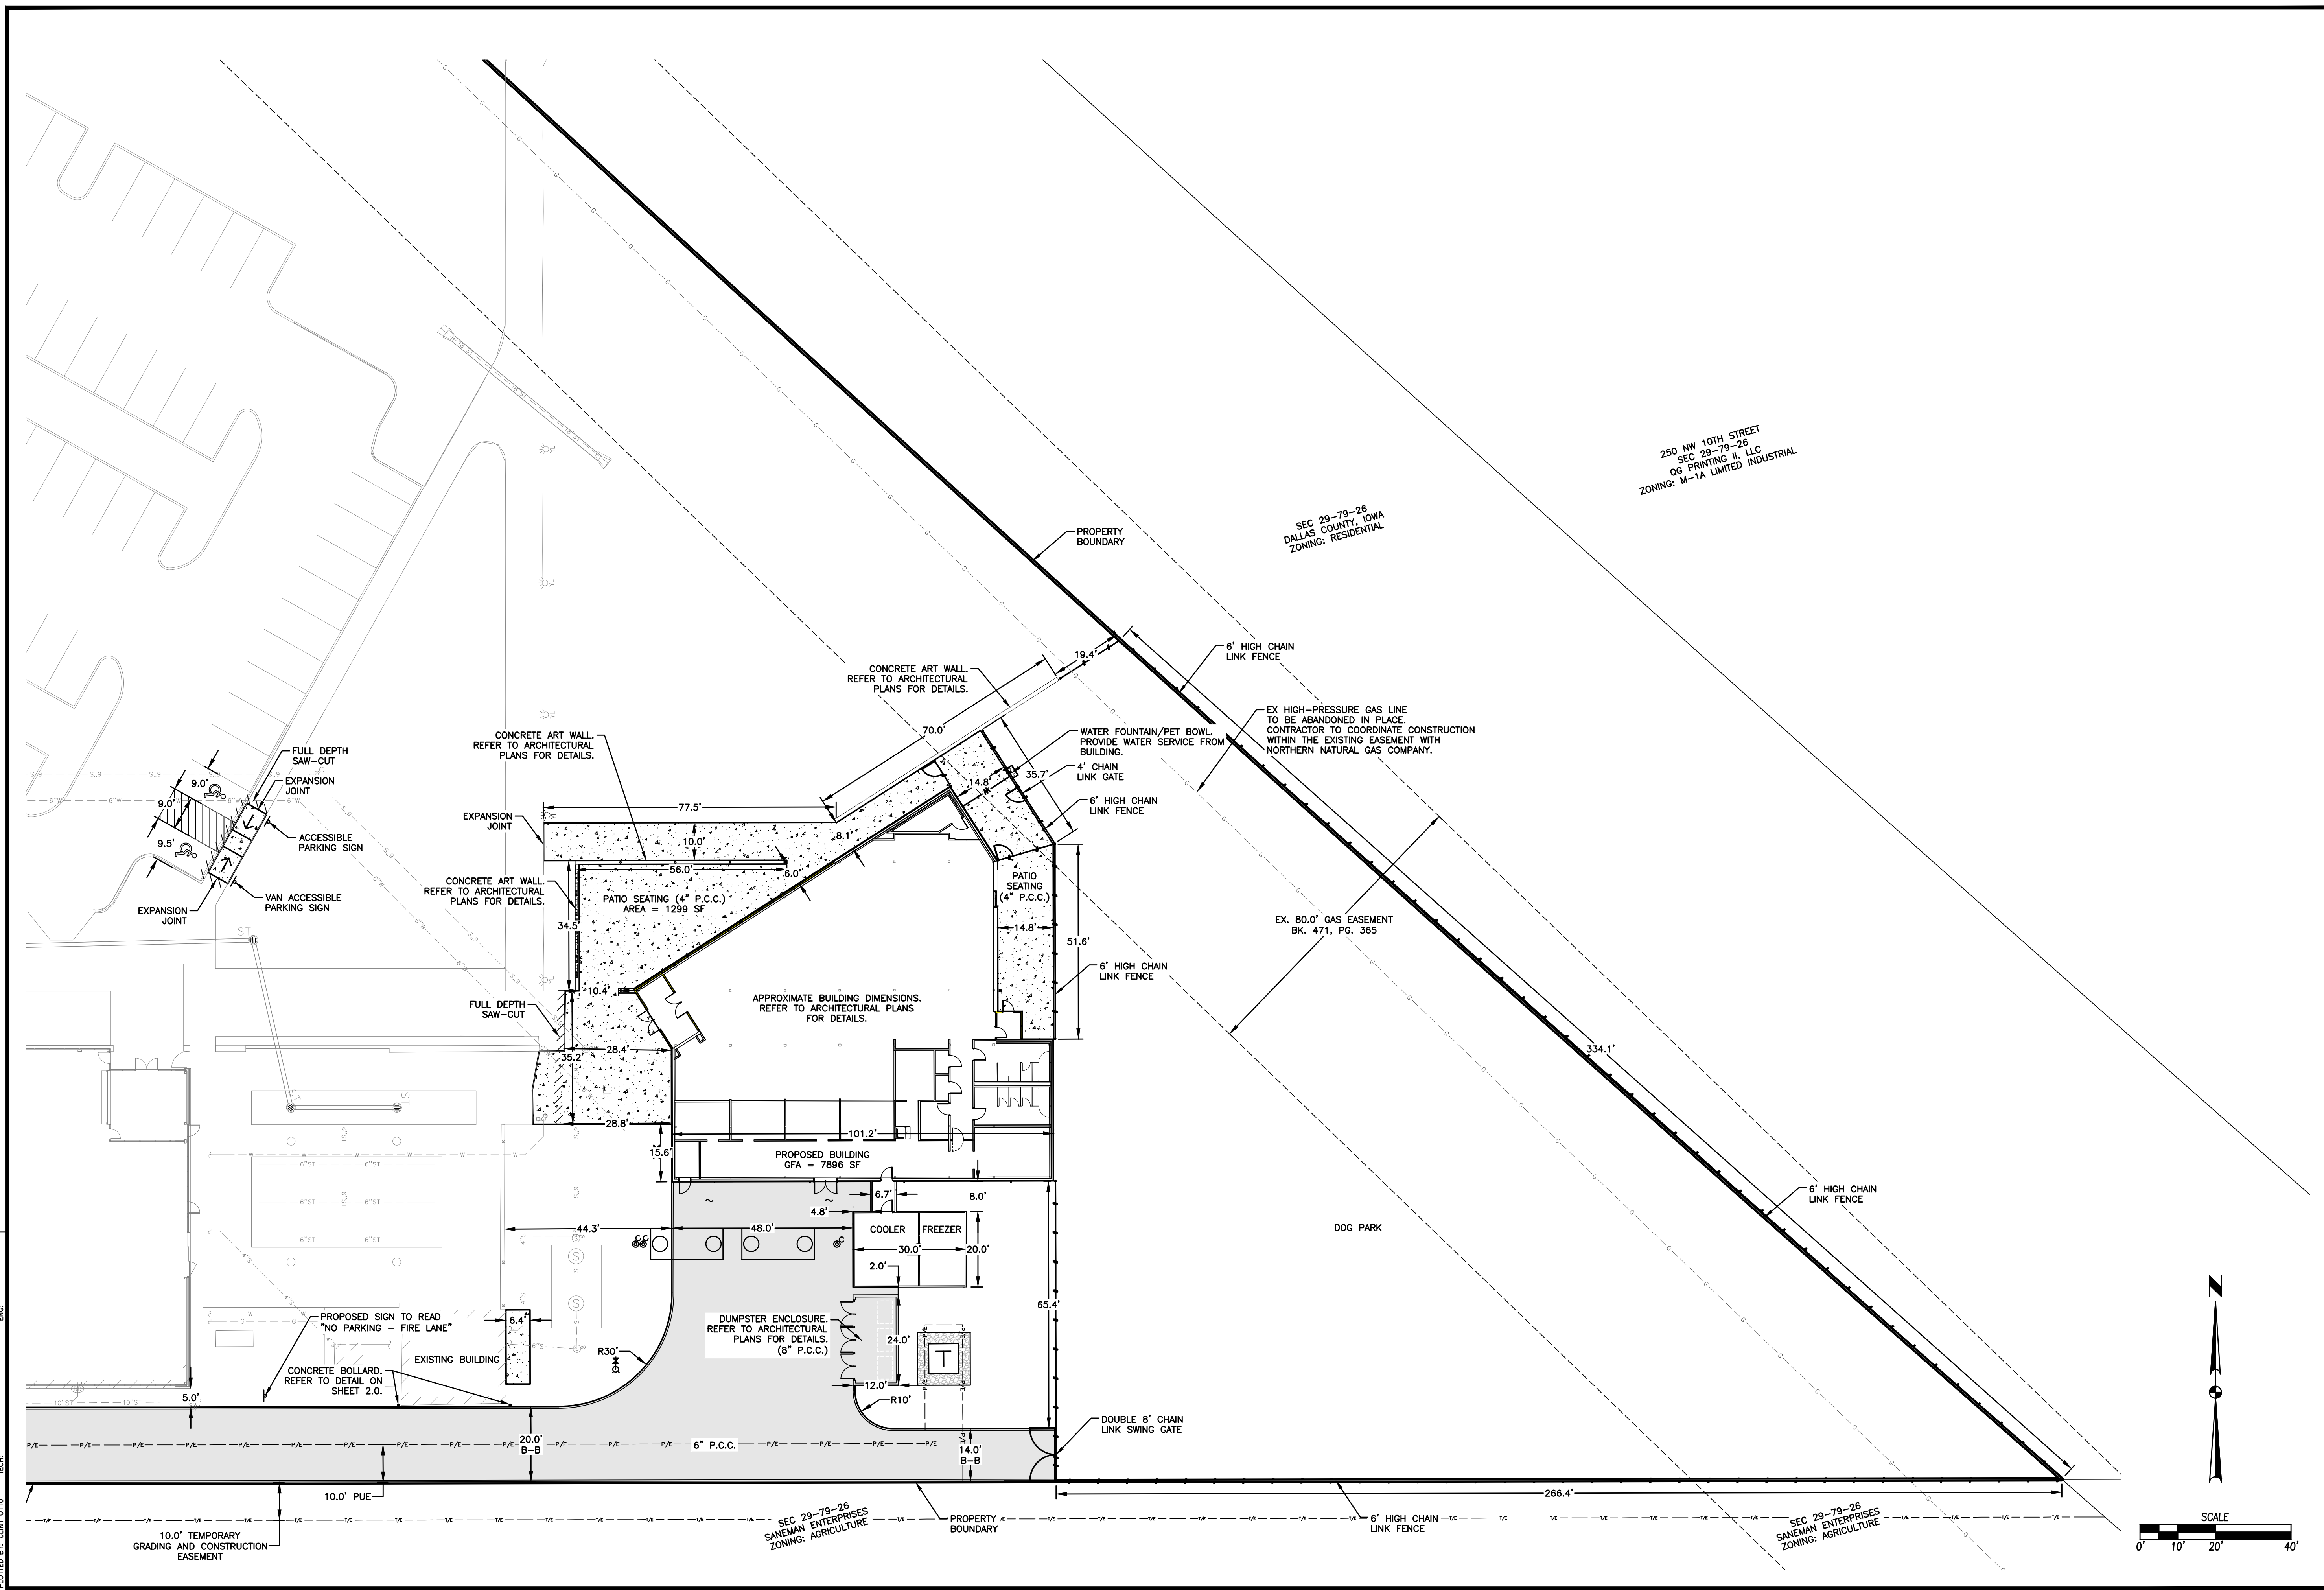 250 NW 10TH STREET
SEC 29-79-26
QG PRINTING II, LLC
ZONING: M-1A LIMITED INDUSTRIAL
SEC 29-79-26
DALLAS COUNTY, IOWA
ZONING: RESIDENTIAL
PROPERTY
BOUNDARY
6' HIGH CHAIN
LINK FENCE
19.4'
CONCRETE ART WALL.
REFER TO ARCHITECTURAL
PLANS FOR DETAILS.
70.0'
EX HIGH-PRESSURE GAS LINE
TO BE ABANDONED IN PLACE.
CONTRACTOR TO COORDINATE CONSTRUCTION
WITHIN THE EXISTING EASEMENT WITH
NORTHERN NATURAL GAS COMPANY.
WATER FOUNTAIN/PET BOWL.
PROVIDE WATER SERVICE FROM
BUILDING.
4' CHAIN
LINK GATE
35.7'
14.8'
6' HIGH CHAIN
LINK FENCE
CONCRETE ART WALL.
REFER TO ARCHITECTURAL
PLANS FOR DETAILS.
FULL DEPTH
SAW-CUT
EXPANSION
JOINT
9.0'
9.0'
9.5'
ACCESSIBLE
PARKING SIGN
VAN ACCESSIBLE
PARKING SIGN
EXPANSION
JOINT
77.5'
EXPANSION
JOINT
10.0'
8.1'
56.0'
6.0'
CONCRETE ART WALL.
REFER TO ARCHITECTURAL
PLANS FOR DETAILS.
PATIO SEATING (4" P.C.C.)
AREA = 1299 SF
34.5'
PATIO
SEATING
(4" P.C.C.)
14.8'
51.6'
EX. 80.0' GAS EASEMENT
BK. 471, PG. 365
6' HIGH CHAIN
LINK FENCE
10.4'
APPROXIMATE BUILDING DIMENSIONS.
REFER TO ARCHITECTURAL PLANS
FOR DETAILS.
FULL DEPTH
SAW-CUT
28.4'
35.2'
334.1'
28.8'
101.2'
15.6'
PROPOSED BUILDING
GFA = 7896 SF
6.7'
8.0'
4.8'
44.3'
48.0'
COOLER
FREEZER
30.0'
20.0'
2.0'
6' HIGH CHAIN
LINK FENCE
DOG PARK
65.4'
PROPOSED SIGN TO READ
"NO PARKING - FIRE LANE"
6.4'
DUMPSTER ENCLOSURE.
REFER TO ARCHITECTURAL
PLANS FOR DETAILS.
(8" P.C.C.)
24.0'
R30'
EXISTING BUILDING
CONCRETE BOLLARD.
REFER TO DETAIL ON
SHEET 2.0.
5.0'
12.0'
R10'
T
DOUBLE 8' CHAIN
LINK SWING GATE
20.0'
B-B
6" P.C.C.
14.0'
B-B
10.0' PUE
266.4'
10.0' TEMPORARY
GRADING AND CONSTRUCTION
EASEMENT
SEC 29-79-26
SANEMAN ENTERPRISES
ZONING: AGRICULTURE
PROPERTY
BOUNDARY
6' HIGH CHAIN
LINK FENCE
SEC 29-79-26
SANEMAN ENTERPRISES
ZONING: AGRICULTURE
N
SCALE
0' 10' 20' 40'